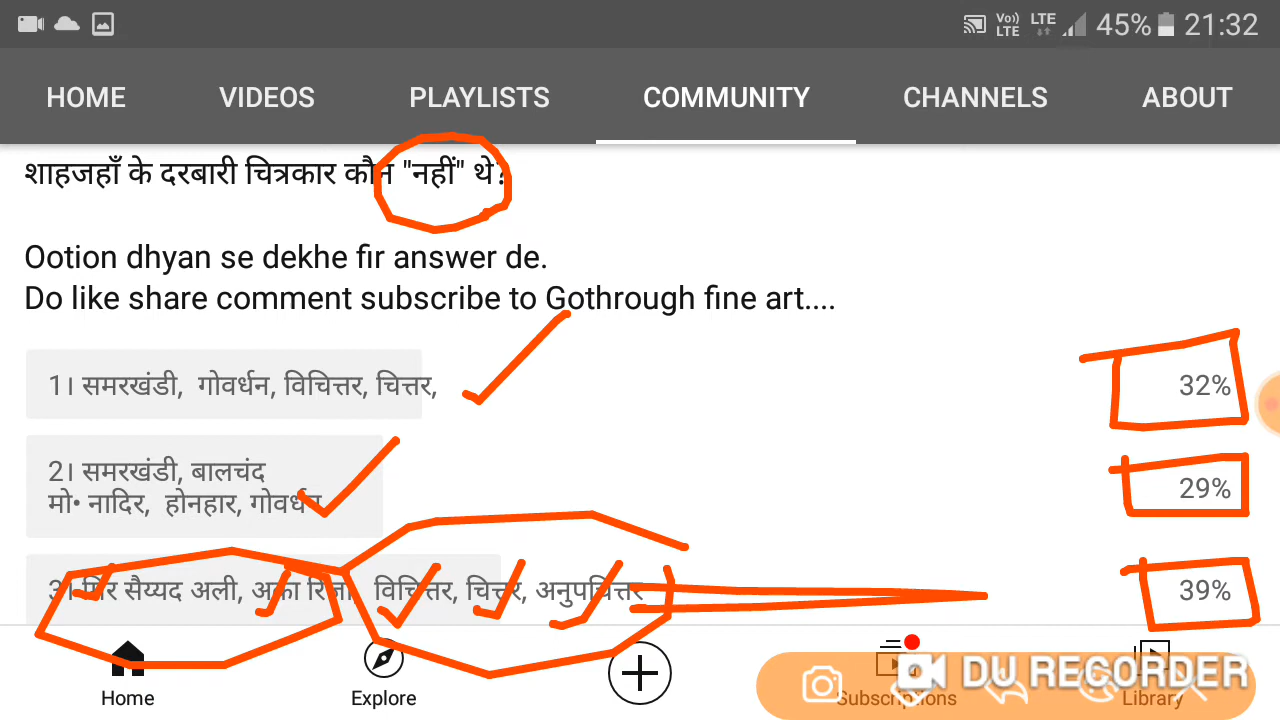 45% 21:32
Vo)) LTE LTE
HOME VIDEOS PLAYLISTS COMMUNITY CHANNELS ABOUT
शाहजहाँ के दरबारी चित्रकार कौन "नहीं" थे?
Ootion dhyan se dekhe fir answer de.
Do like share comment subscribe to Gothrough fine art....
1। समरखंडी, गोवर्धन, विचित्तर, चित्तर, 32%
2। समरखंडी, बालचंद
मो॰ नादिर, होनहार, गोवर्धन 29%
3। मिर सैय्यद अली, अका रिजा, विचित्तर, चित्तर, अनुपचित्तर 39%
DU RECORDER
Home Explore Subscriptions Library